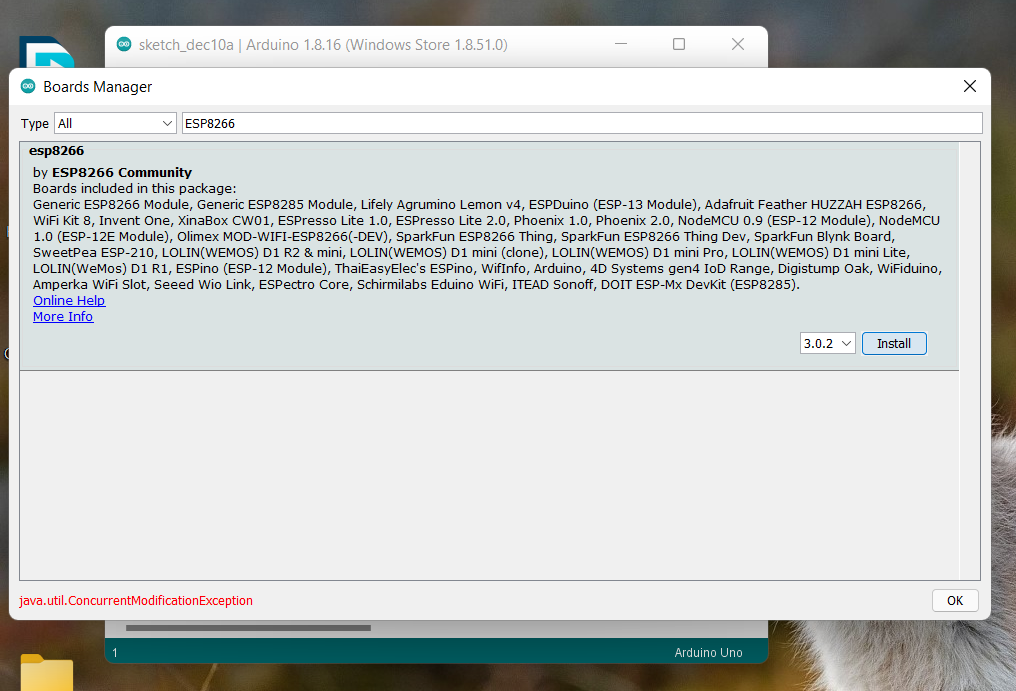 sketch_dec10a | Arduino 1.8.16 (Windows Store 1.8.51.0)
Boards Manager
Type All ESP8266
esp8266
by ESP8266 Community
Boards included in this package:
Generic ESP8266 Module, Generic ESP8285 Module, Lifely Agrumino Lemon v4, ESPDuino (ESP-13 Module), Adafruit Feather HUZZAH ESP8266,
WiFi Kit 8, Invent One, XinaBox CW01, ESPresso Lite 1.0, ESPresso Lite 2.0, Phoenix 1.0, Phoenix 2.0, NodeMCU 0.9 (ESP-12 Module), NodeMCU
1.0 (ESP-12E Module), Olimex MOD-WIFI-ESP8266(-DEV), SparkFun ESP8266 Thing, SparkFun ESP8266 Thing Dev, SparkFun Blynk Board,
SweetPea ESP-210, LOLIN(WEMOS) D1 R2 & mini, LOLIN(WEMOS) D1 mini (clone), LOLIN(WEMOS) D1 mini Pro, LOLIN(WEMOS) D1 mini Lite,
LOLIN(WeMos) D1 R1, ESPino (ESP-12 Module), ThaiEasyElec's ESPino, WifInfo, Arduino, 4D Systems gen4 IoD Range, Digistump Oak, WiFiduino,
Amperka WiFi Slot, Seeed Wio Link, ESPectro Core, Schirmilabs Eduino WiFi, ITEAD Sonoff, DOIT ESP-Mx DevKit (ESP8285).
Online Help
More Info
3.0.2 Install
java.util.ConcurrentModificationException
OK
1 Arduino Uno